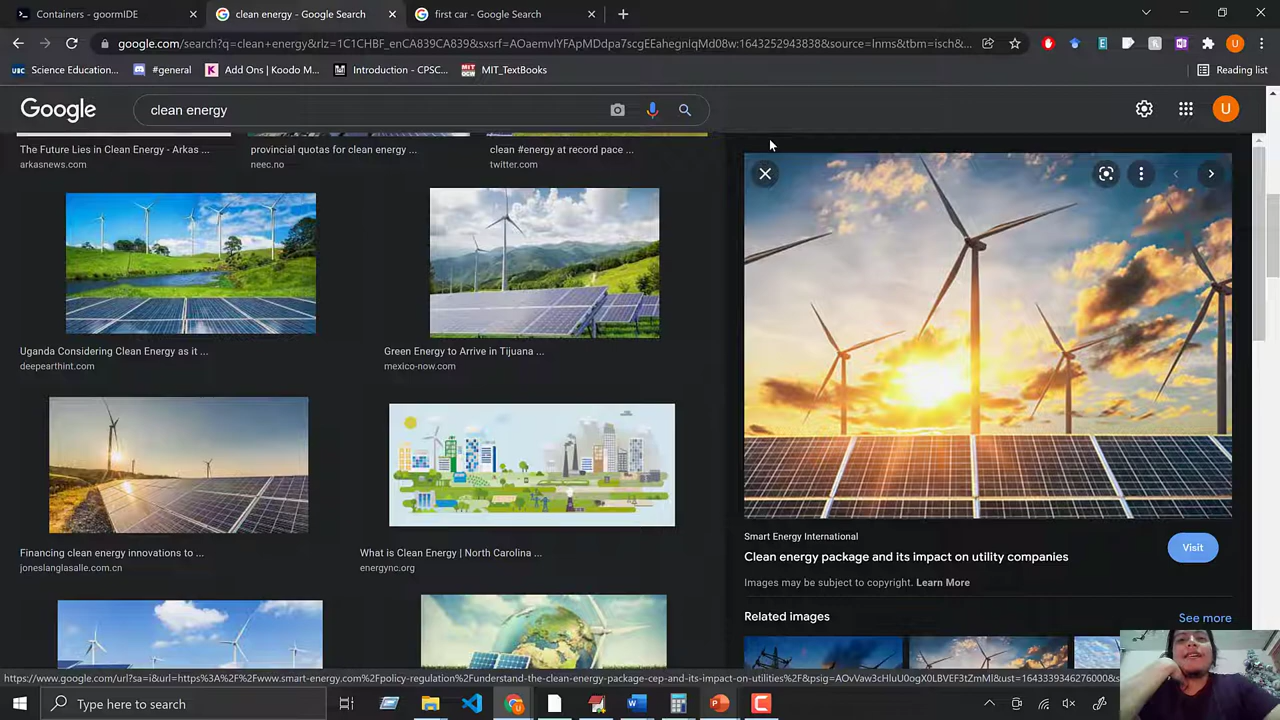 Containers - goormIDE
clean energy - Google Search
first car - Google Search
google.com/search?q=clean+energy&rlz=1C1CHBF_enCA839CA839&sxsrf=AOaemvIYFApMDdpa7scgEEahegnIqMd08w:1643252943838&source=lnms&tbm=isch&...
Science Education...
#general
Add Ons | Koodo M...
Introduction - CPSC...
MIT_TextBooks
Reading list
Google
clean energy
U
The Future Lies in Clean Energy - Arkas ...
arkasnews.com
provincial quotas for clean energy ...
neec.no
clean #energy at record pace ...
twitter.com
Uganda Considering Clean Energy as it ...
deepearthint.com
Green Energy to Arrive in Tijuana ...
mexico-now.com
Financing clean energy innovations to ...
joneslanglasalle.com.cn
What is Clean Energy | North Carolina ...
energync.org
Smart Energy International
Clean energy package and its impact on utility companies
Visit
Images may be subject to copyright. Learn More
Related images
See more
Type here to search